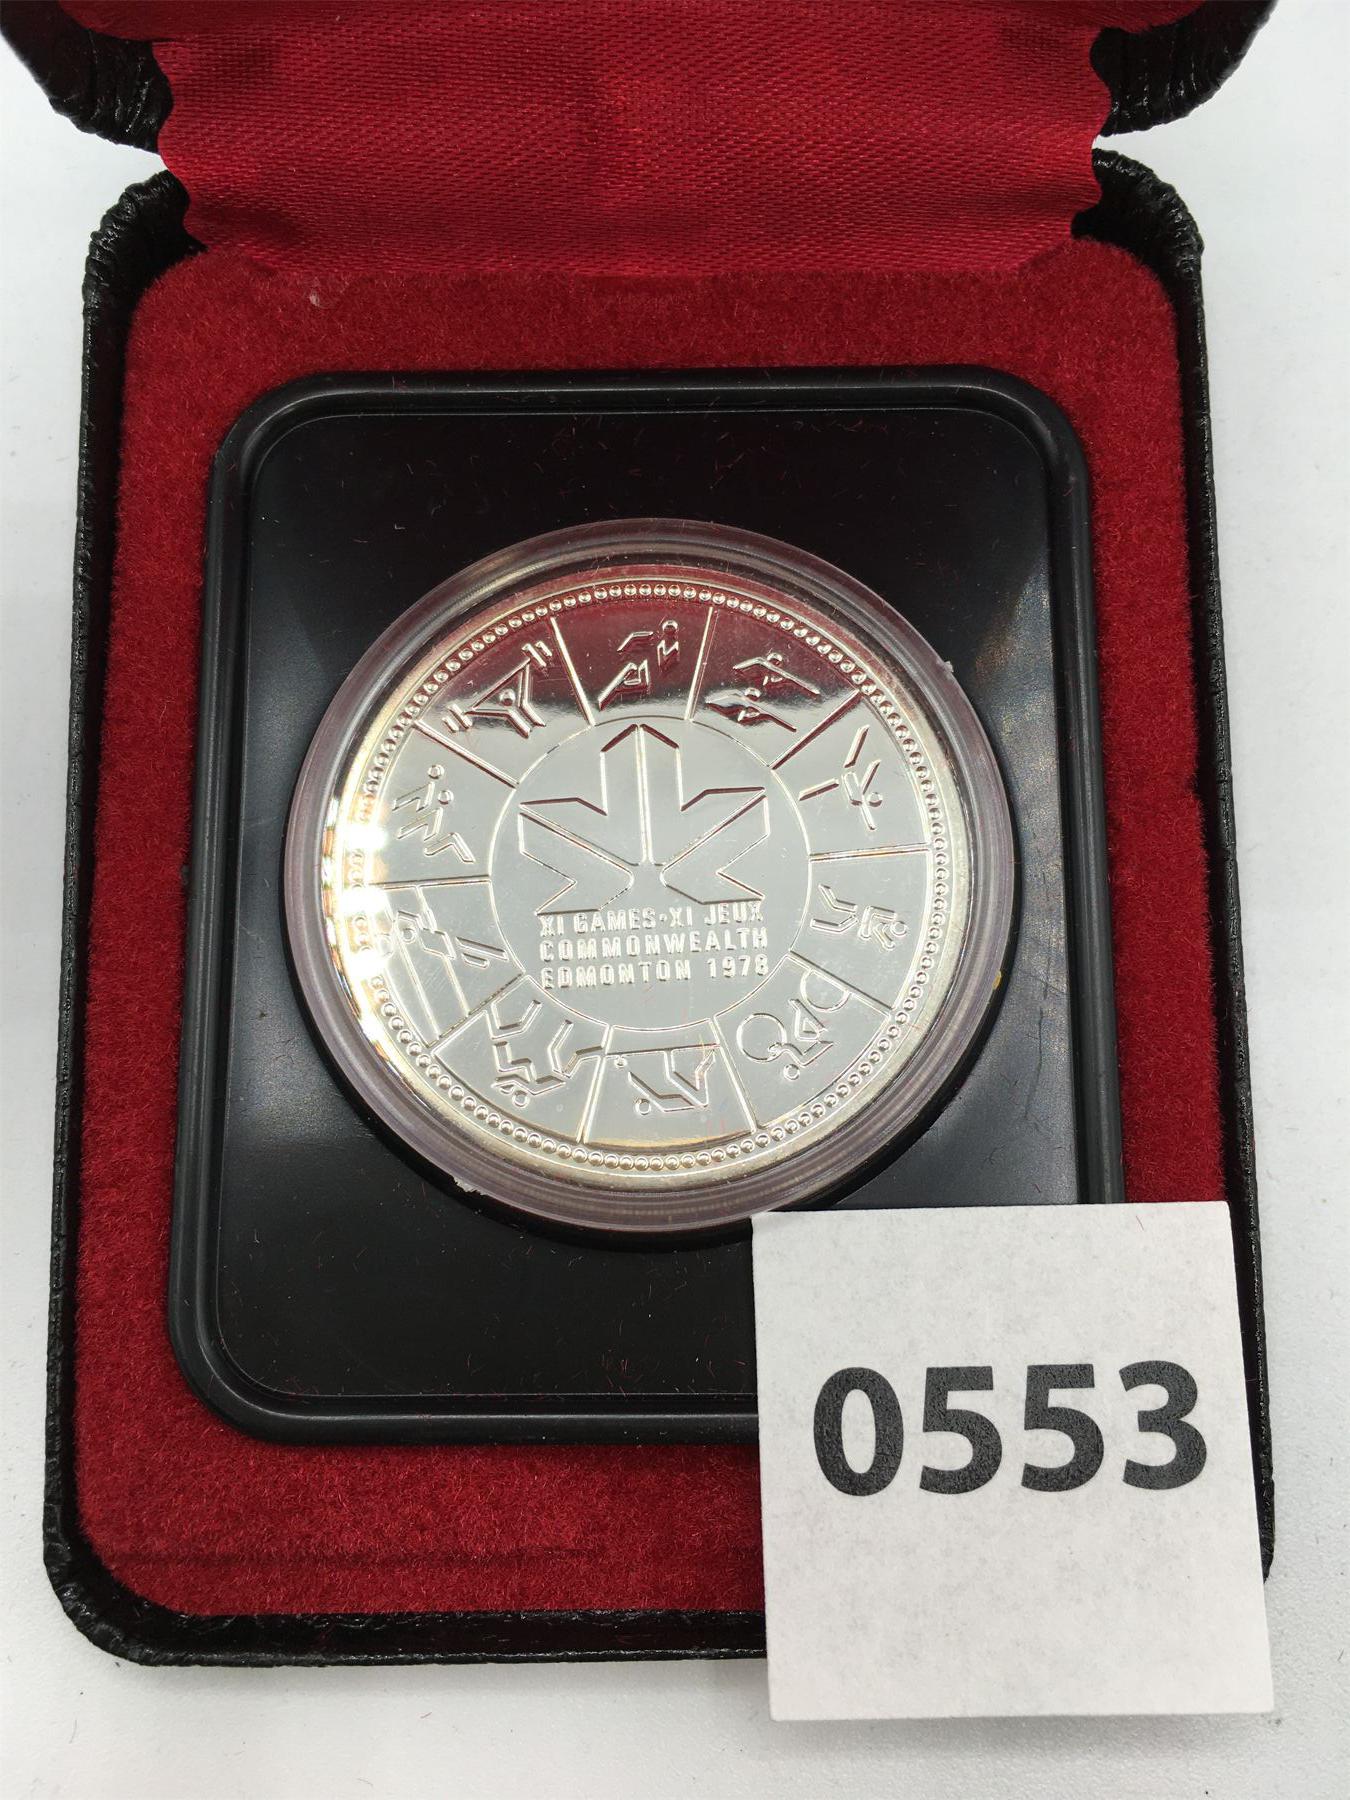 XI GAMES·XI JEUX
COMMONWEALTH
EDMONTON 1978
0553